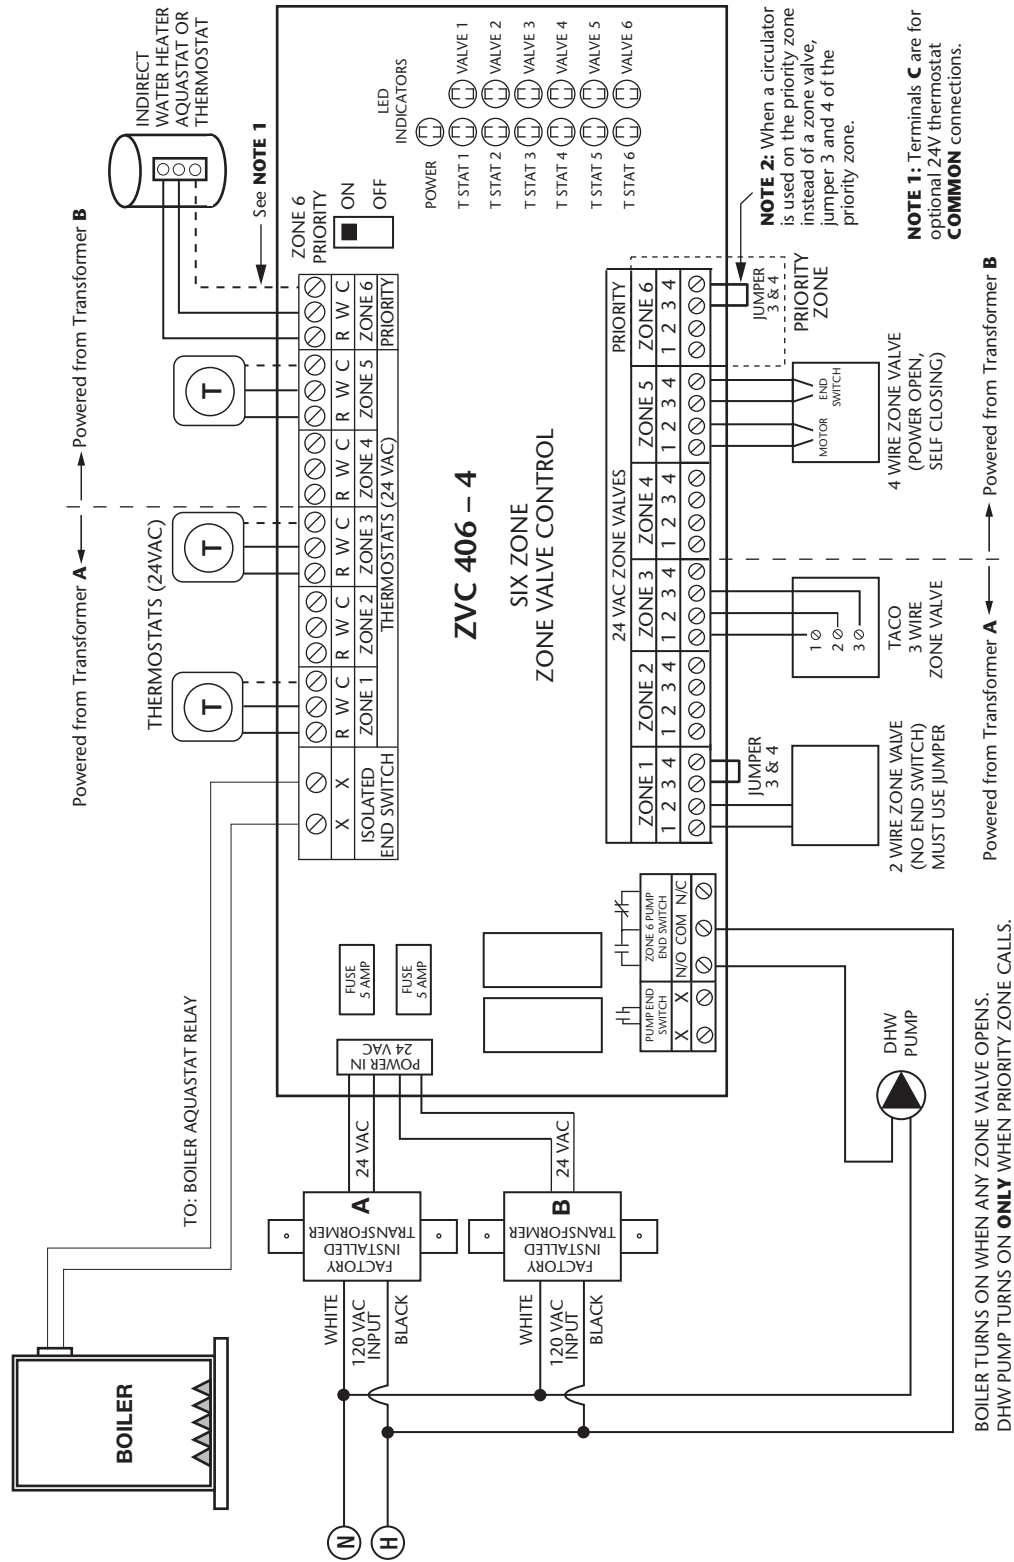 Powered from Transformer A
Powered from Transformer B
THERMOSTATS (24VAC)
T
T
T
INDIRECT
WATER HEATER
AQUASTAT OR
THERMOSTAT
See NOTE 1
BOILER
TO: BOILER AQUASTAT RELAY
X X
ISOLATED
END SWITCH
R W C
ZONE 1
R W C
ZONE 2
R W C
ZONE 3
R W C
ZONE 4
R W C
ZONE 5
R W C
ZONE 6
THERMOSTATS (24 VAC)
PRIORITY
ZONE 6
PRIORITY
ON
OFF
N
H
WHITE
120 VAC
INPUT
BLACK
FACTORY
INSTALLED
TRANSFORMER
A
24 VAC
WHITE
120 VAC
INPUT
BLACK
FACTORY
INSTALLED
TRANSFORMER
B
24 VAC
POWER IN
24 VAC
FUSE
5 AMP
FUSE
5 AMP
ZVC 406 – 4
SIX ZONE
ZONE VALVE CONTROL
LED
INDICATORS
POWER
T STAT 1 VALVE 1
T STAT 2 VALVE 2
T STAT 3 VALVE 3
T STAT 4 VALVE 4
T STAT 5 VALVE 5
T STAT 6 VALVE 6
PUMP END
SWITCH
X X
ZONE 6 PUMP
END SWITCH
N/O COM N/C
24 VAC ZONE VALVES
PRIORITY
ZONE 1
1 2 3 4
ZONE 2
1 2 3 4
ZONE 3
1 2 3 4
ZONE 4
1 2 3 4
ZONE 5
1 2 3 4
ZONE 6
1 2 3 4
DHW
PUMP
JUMPER
3 & 4
2 WIRE ZONE VALVE
(NO END SWITCH)
MUST USE JUMPER
1
2
3
TACO
3 WIRE
ZONE VALVE
MOTOR
END
SWITCH
4 WIRE ZONE VALVE
(POWER OPEN,
SELF CLOSING)
JUMPER
3 & 4
PRIORITY
ZONE
NOTE 2: When a circulator
is used on the priority zone
instead of a zone valve,
jumper 3 and 4 of the
priority zone.
NOTE 1: Terminals C are for
optional 24V thermostat
COMMON connections.
Powered from Transformer A
Powered from Transformer B
BOILER TURNS ON WHEN ANY ZONE VALVE OPENS.
DHW PUMP TURNS ON ONLY WHEN PRIORITY ZONE CALLS.